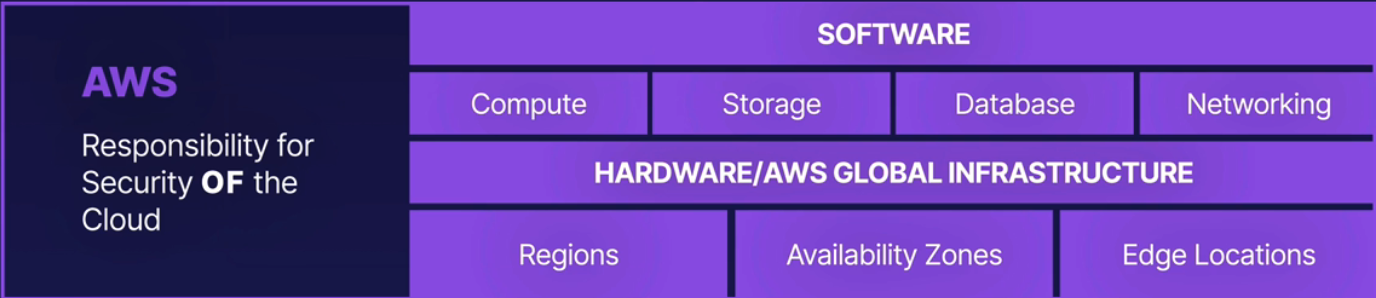 AWS
Responsibility for
Security OF the
Cloud
SOFTWARE
Compute
Storage
Database
Networking
HARDWARE/AWS GLOBAL INFRASTRUCTURE
Regions
Availability Zones
Edge Locations